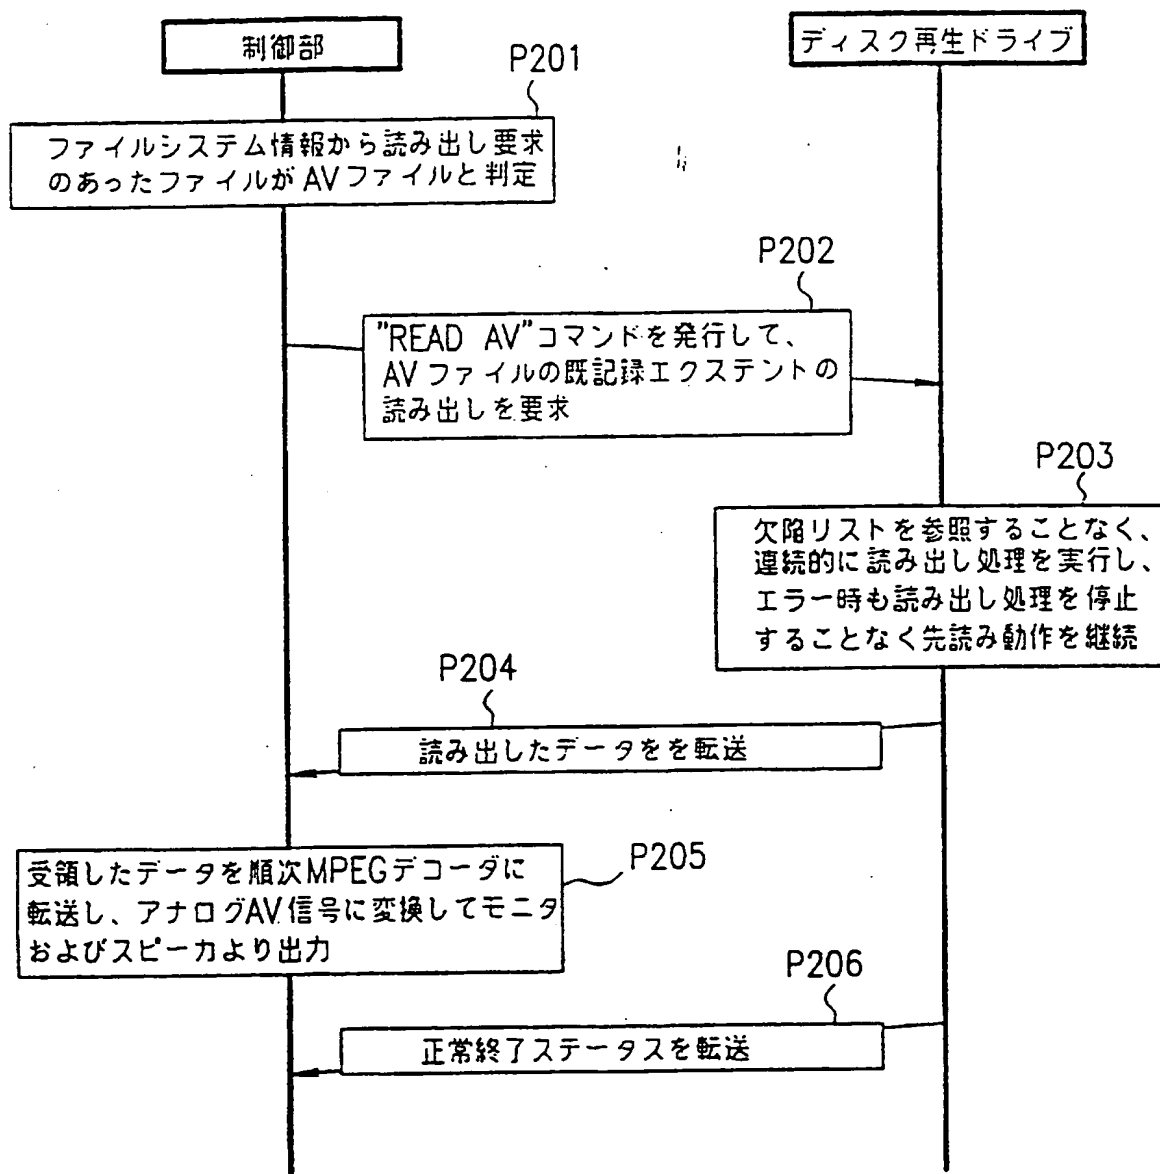 制御部
ディスク再生ドライブ
P201
ファイルシステム情報から読み出し要求
のあったファイルが AVファイルと判定
P202
"READ AV"コマンドを発行して、
AVファイルの既記録エクステントの
読み出しを要求
P203
欠陥リストを参照することなく、
連続的に読み出し処理を実行し、
エラー時も読み出し処理を停止
することなく先読み動作を継続
P204
読み出したデータをを転送
P205
受領したデータを順次MPEGデコーダに
転送し、アナログAV信号に変換してモニタ
およびスピーカより出力
P206
正常終了ステータスを転送